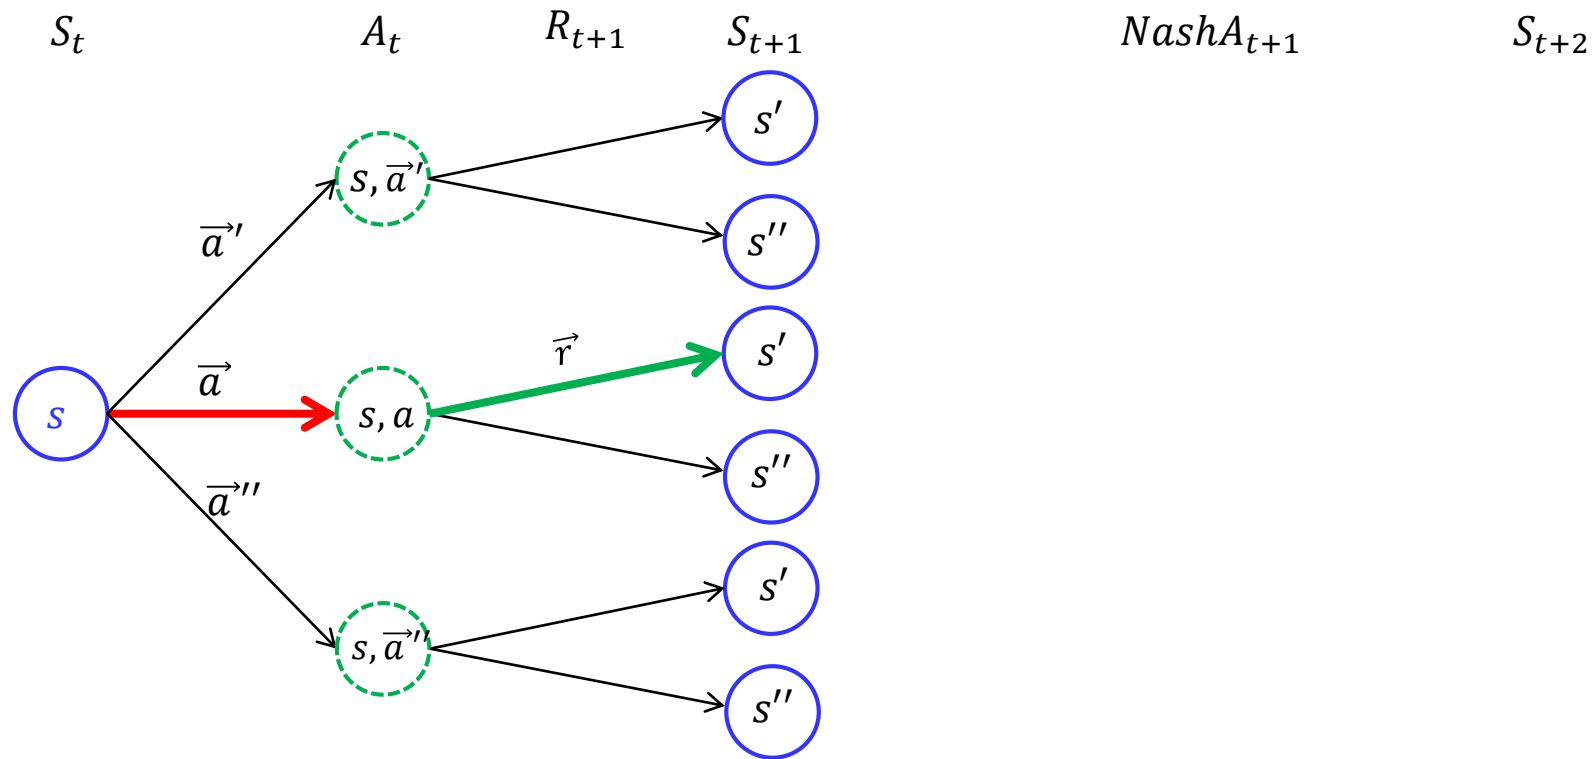 S_t A_t R_{t+1} S_{t+1} NashA_{t+1} S_{t+2}
s'
s, a⃗'
s''
a⃗'
r⃗
s'
a⃗
s
s, a
s''
a⃗''
s'
s, a⃗''
s''